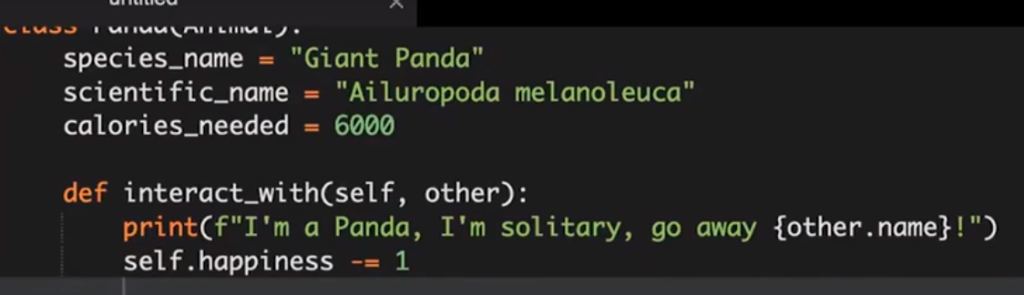 untitled
class Panda(Animal):
    species_name = "Giant Panda"
    scientific_name = "Ailuropoda melanoleuca"
    calories_needed = 6000

    def interact_with(self, other):
        print(f"I'm a Panda, I'm solitary, go away {other.name}!")
        self.happiness -= 1